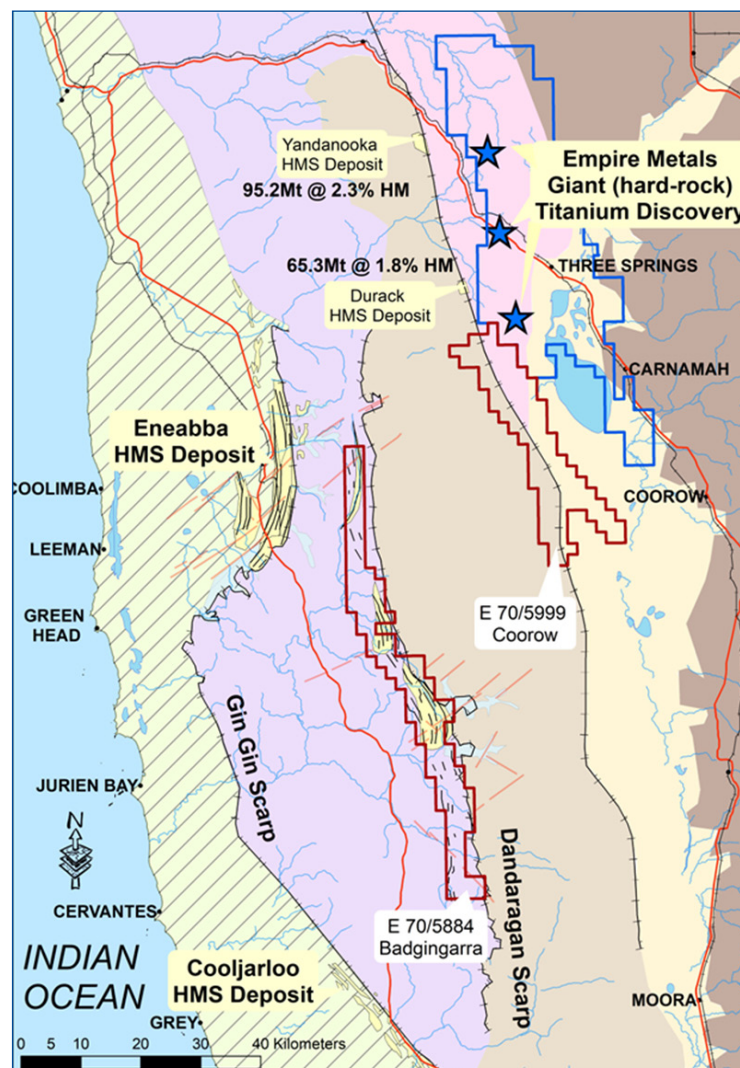 Yandanooka
HMS Deposit
95.2Mt @ 2.3% HM
Empire Metals
Giant (hard-rock)
Titanium Discovery
65.3Mt @ 1.8% HM
Durack
HMS Deposit
THREE SPRINGS
CARNAMAH
Eneabba
HMS Deposit
COOLIMBA
COOROW
LEEMAN
GREEN
HEAD
E 70/5999
Coorow
Gin Gin Scarp
JURIEN BAY
N
Dandaragan Scarp
CERVANTES
E 70/5884
Badgingarra
INDIAN
OCEAN
Cooljarloo
HMS Deposit
MOORA
GREY
0 5 10 20 30 40 Kilometers